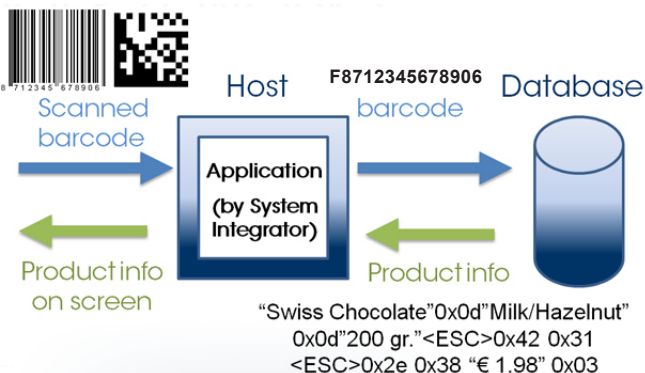 8 712345 678906
Host
F8712345678906
Database
Scanned
barcode
barcode
Application
(by System
Integrator)
Product info
on screen
Product info
“Swiss Chocolate”0x0d”Milk/Hazelnut”
0x0d”200 gr.”<ESC>0x42 0x31
<ESC>0x2e 0x38 “€ 1.98” 0x03